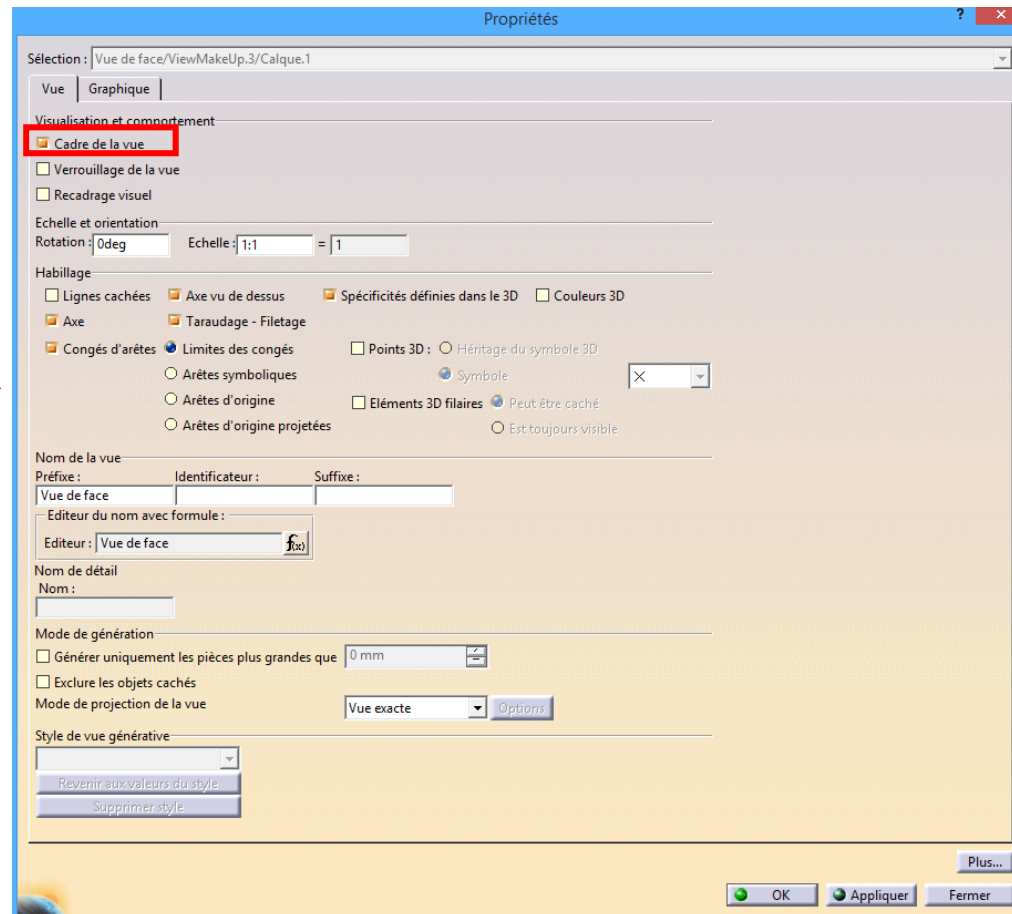 Propriétés
?
Sélection : Vue de face/ViewMakeUp.3/Calque.1
Vue Graphique
Visualisation et comportement
Cadre de la vue
Verrouillage de la vue
Recadrage visuel
Echelle et orientation
Rotation : 0deg Echelle : 1:1 = 1
Habillage
Lignes cachées Axe vu de dessus Spécificités définies dans le 3D Couleurs 3D
Axe Taraudage - Filetage
Congés d'arêtes Limites des congés Points 3D : Héritage du symbole 3D
Arêtes symboliques Symbole
Arêtes d'origine Eléments 3D filaires Peut être caché
Arêtes d'origine projetées Est toujours visible
Nom de la vue
Préfixe : Identificateur : Suffixe :
Vue de face
Editeur du nom avec formule :
Editeur : Vue de face f(x)
Nom de détail
Nom :
Mode de génération
Générer uniquement les pièces plus grandes que 0 mm
Exclure les objets cachés
Mode de projection de la vue Vue exacte Options
Style de vue générative
Revenir aux valeurs du style
Supprimer style
Plus...
OK Appliquer Fermer